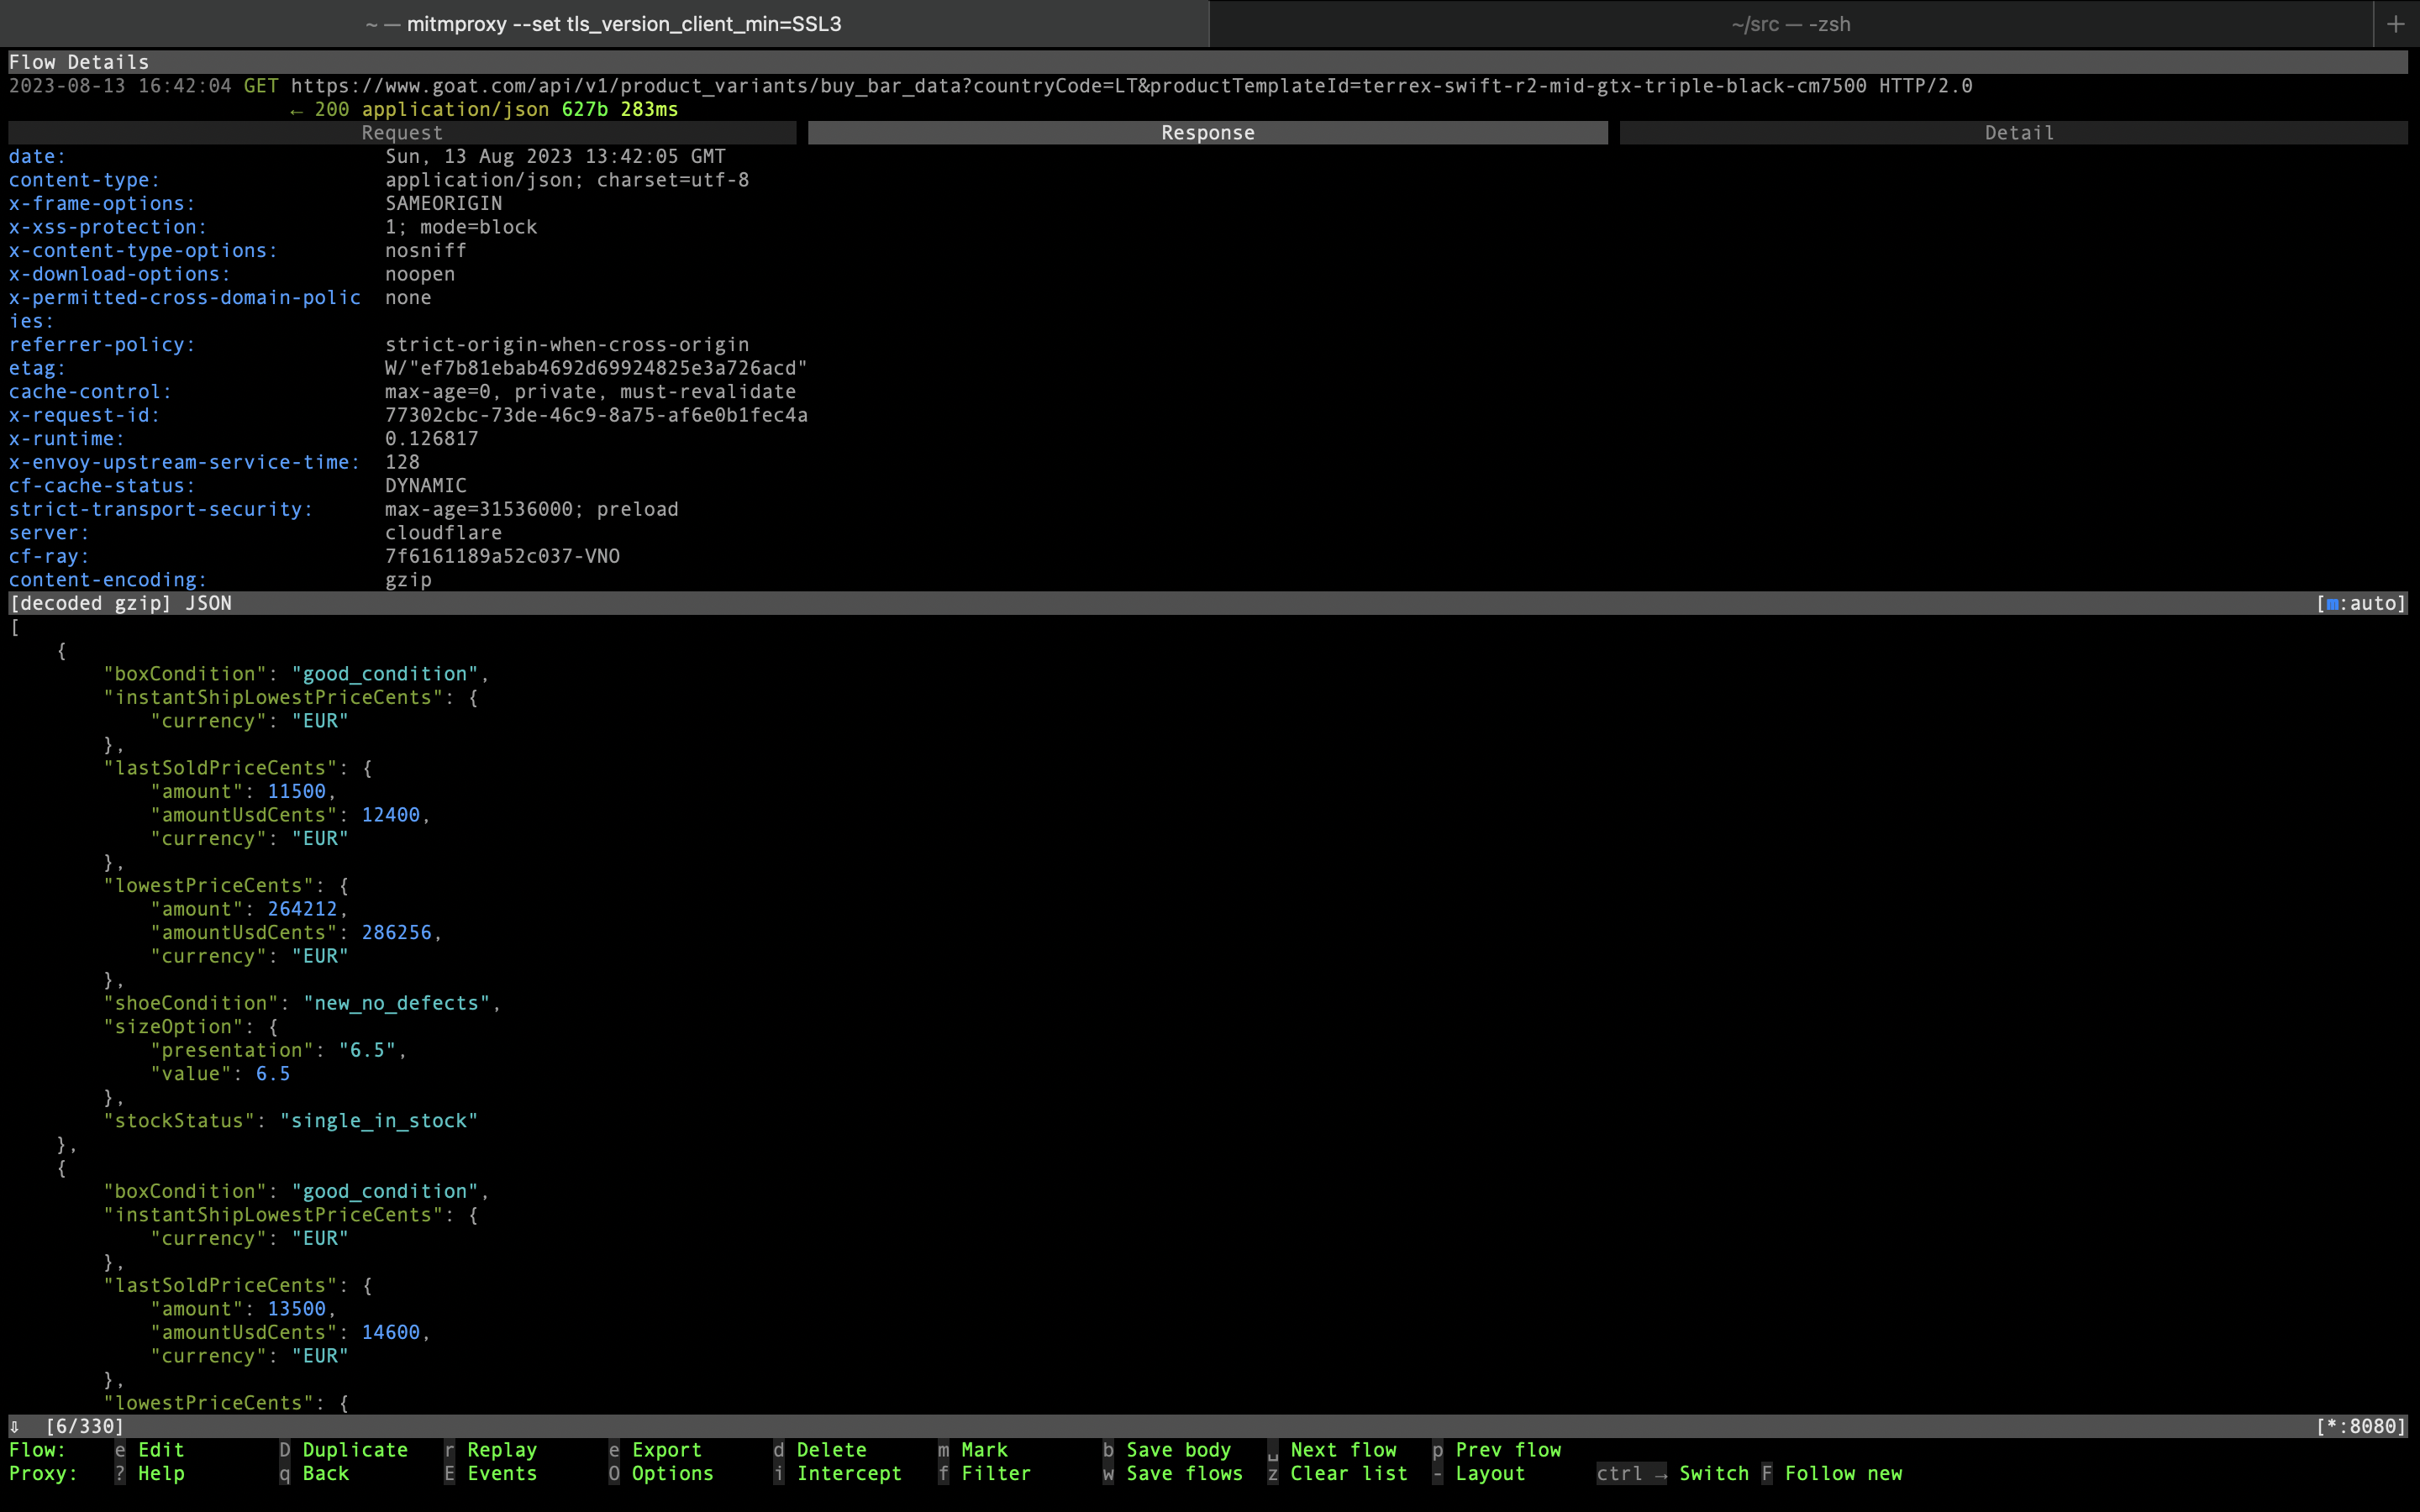 ~ — mitmproxy --set tls_version_client_min=SSL3 ~/src — -zsh +
Flow Details
2023-08-13 16:42:04 GET https://www.goat.com/api/v1/product_variants/buy_bar_data?countryCode=LT&productTemplateId=terrex-swift-r2-mid-gtx-triple-black-cm7500 HTTP/2.0
← 200 application/json 627b 283ms
Request Response Detail
date: Sun, 13 Aug 2023 13:42:05 GMT
content-type: application/json; charset=utf-8
x-frame-options: SAMEORIGIN
x-xss-protection: 1; mode=block
x-content-type-options: nosniff
x-download-options: noopen
x-permitted-cross-domain-polic none
ies:
referrer-policy: strict-origin-when-cross-origin
etag: W/"ef7b81ebab4692d69924825e3a726acd"
cache-control: max-age=0, private, must-revalidate
x-request-id: 77302cbc-73de-46c9-8a75-af6e0b1fec4a
x-runtime: 0.126817
x-envoy-upstream-service-time: 128
cf-cache-status: DYNAMIC
strict-transport-security: max-age=31536000; preload
server: cloudflare
cf-ray: 7f6161189a52c037-VNO
content-encoding: gzip
[decoded gzip] JSON [m:auto]
[
    {
        "boxCondition": "good_condition",
        "instantShipLowestPriceCents": {
            "currency": "EUR"
        },
        "lastSoldPriceCents": {
            "amount": 11500,
            "amountUsdCents": 12400,
            "currency": "EUR"
        },
        "lowestPriceCents": {
            "amount": 264212,
            "amountUsdCents": 286256,
            "currency": "EUR"
        },
        "shoeCondition": "new_no_defects",
        "sizeOption": {
            "presentation": "6.5",
            "value": 6.5
        },
        "stockStatus": "single_in_stock"
    },
    {
        "boxCondition": "good_condition",
        "instantShipLowestPriceCents": {
            "currency": "EUR"
        },
        "lastSoldPriceCents": {
            "amount": 13500,
            "amountUsdCents": 14600,
            "currency": "EUR"
        },
        "lowestPriceCents": {
⇩ [6/330] [*:8080]
Flow: e Edit D Duplicate r Replay e Export d Delete m Mark b Save body ␣ Next flow p Prev flow
Proxy: ? Help q Back E Events O Options i Intercept f Filter w Save flows z Clear list - Layout ctrl → Switch F Follow new